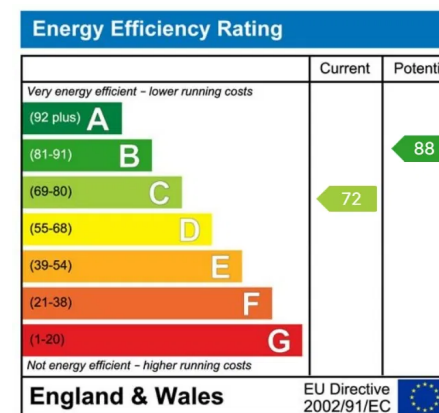 Energy Efficiency Rating
Current Potenti
Very energy efficient – lower running costs
(92 plus) A
(81-91) B
88
(69-80) C
72
(55-68) D
(39-54) E
(21-38) F
(1-20) G
Not energy efficient – higher running costs
England & Wales
EU Directive
2002/91/EC